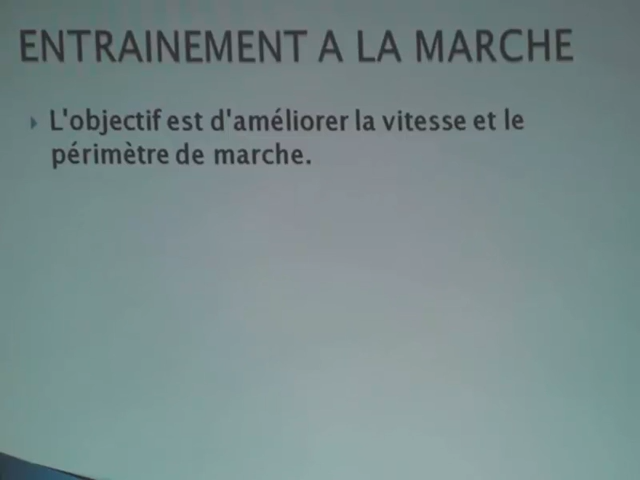 ENTRAINEMENT A LA MARCHE
L'objectif est d'améliorer la vitesse et le
périmètre de marche.